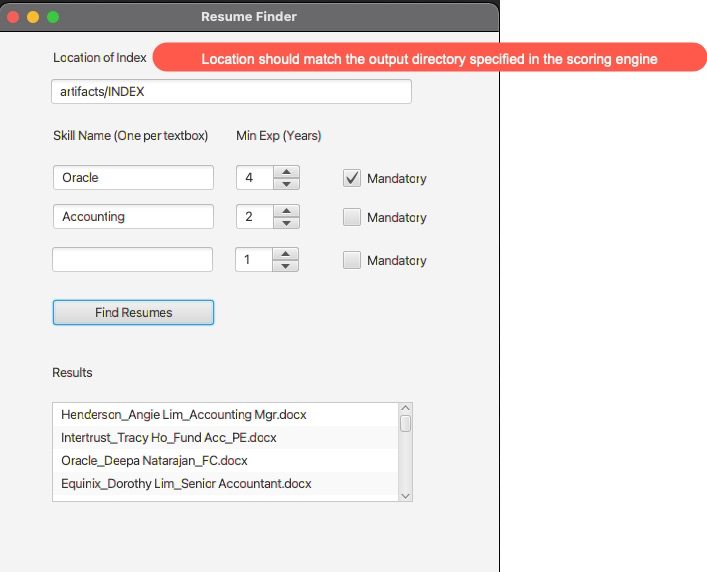 Resume Finder
Location of Index
Location should match the output directory specified in the scoring engine
artifacts/INDEX
Skill Name (One per textbox) Min Exp (Years)
Oracle 4 Mandatory
Accounting 2 Mandatory
1 Mandatory
Find Resumes
Results
Henderson_Angie Lim_Accounting Mgr.docx
Intertrust_Tracy Ho_Fund Acc_PE.docx
Oracle_Deepa Natarajan_FC.docx
Equinix_Dorothy Lim_Senior Accountant.docx